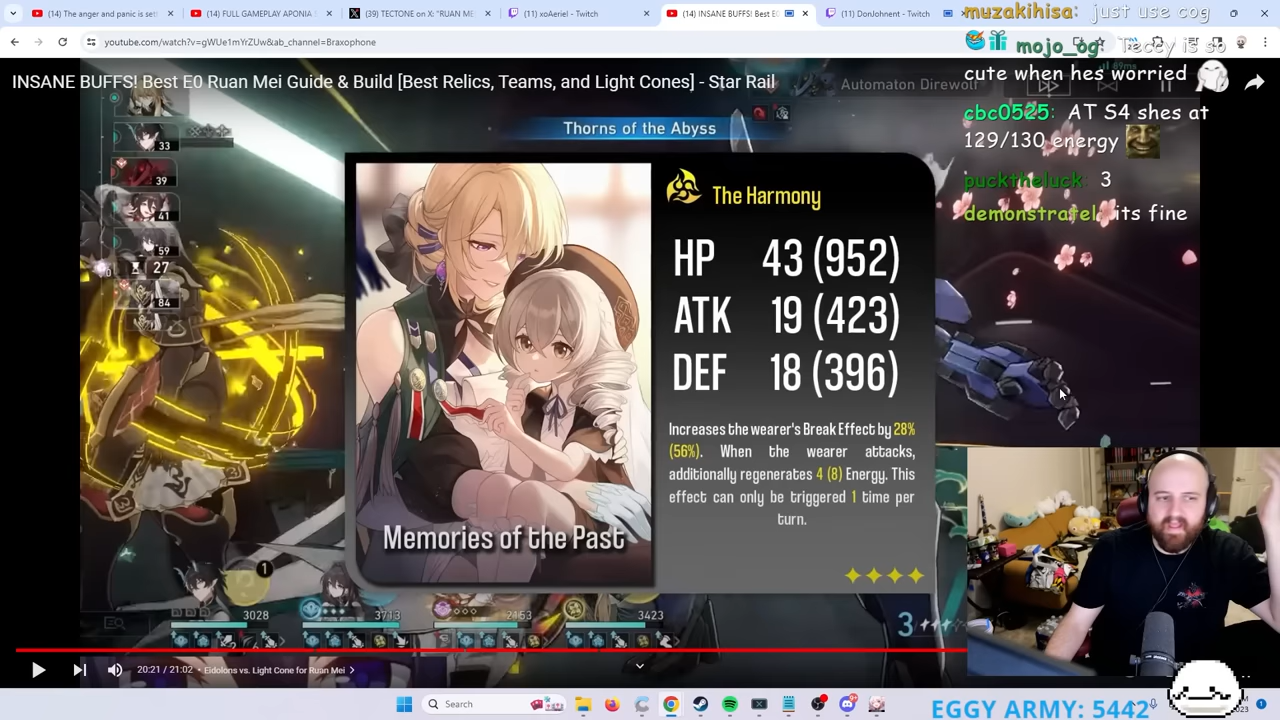 (14) The anger and panic is sett
(14) FULL GAMEPLAY APONIA S
(39) TECTONE on X: "RUAN ME
(14) xoAeriel - Twitch
(14) INSANE BUFFS! Best E0
(11) DonJohnent - Twitch
youtube.com/watch?v=gWUe1mYrZUw&ab_channel=Braxophone
INSANE BUFFS! Best E0 Ruan Mei Guide & Build [Best Relics, Teams, and Light Cones] - Star Rail
Automaton Direwolf
muzakihisa: just use cog
mojo_og: Teccy is so
cute when hes worried
cbc0525: AT S4 shes at
129/130 energy
pucktheluck: 3
demonstratel: its fine
Thorns of the Abyss
33
39
41
59
27
84
The Harmony
HP 43 (952)
ATK 19 (423)
DEF 18 (396)
Increases the wearer's Break Effect by 28%
(56%). When the wearer attacks,
additionally regenerates 4 (8) Energy. This
effect can only be triggered 1 time per
turn.
Memories of the Past
1
3028
3713
2153
3423
3
20:21 / 21:02 • Eidolons vs. Light Cone for Ruan Mei
Search
EGGY ARMY: 5442